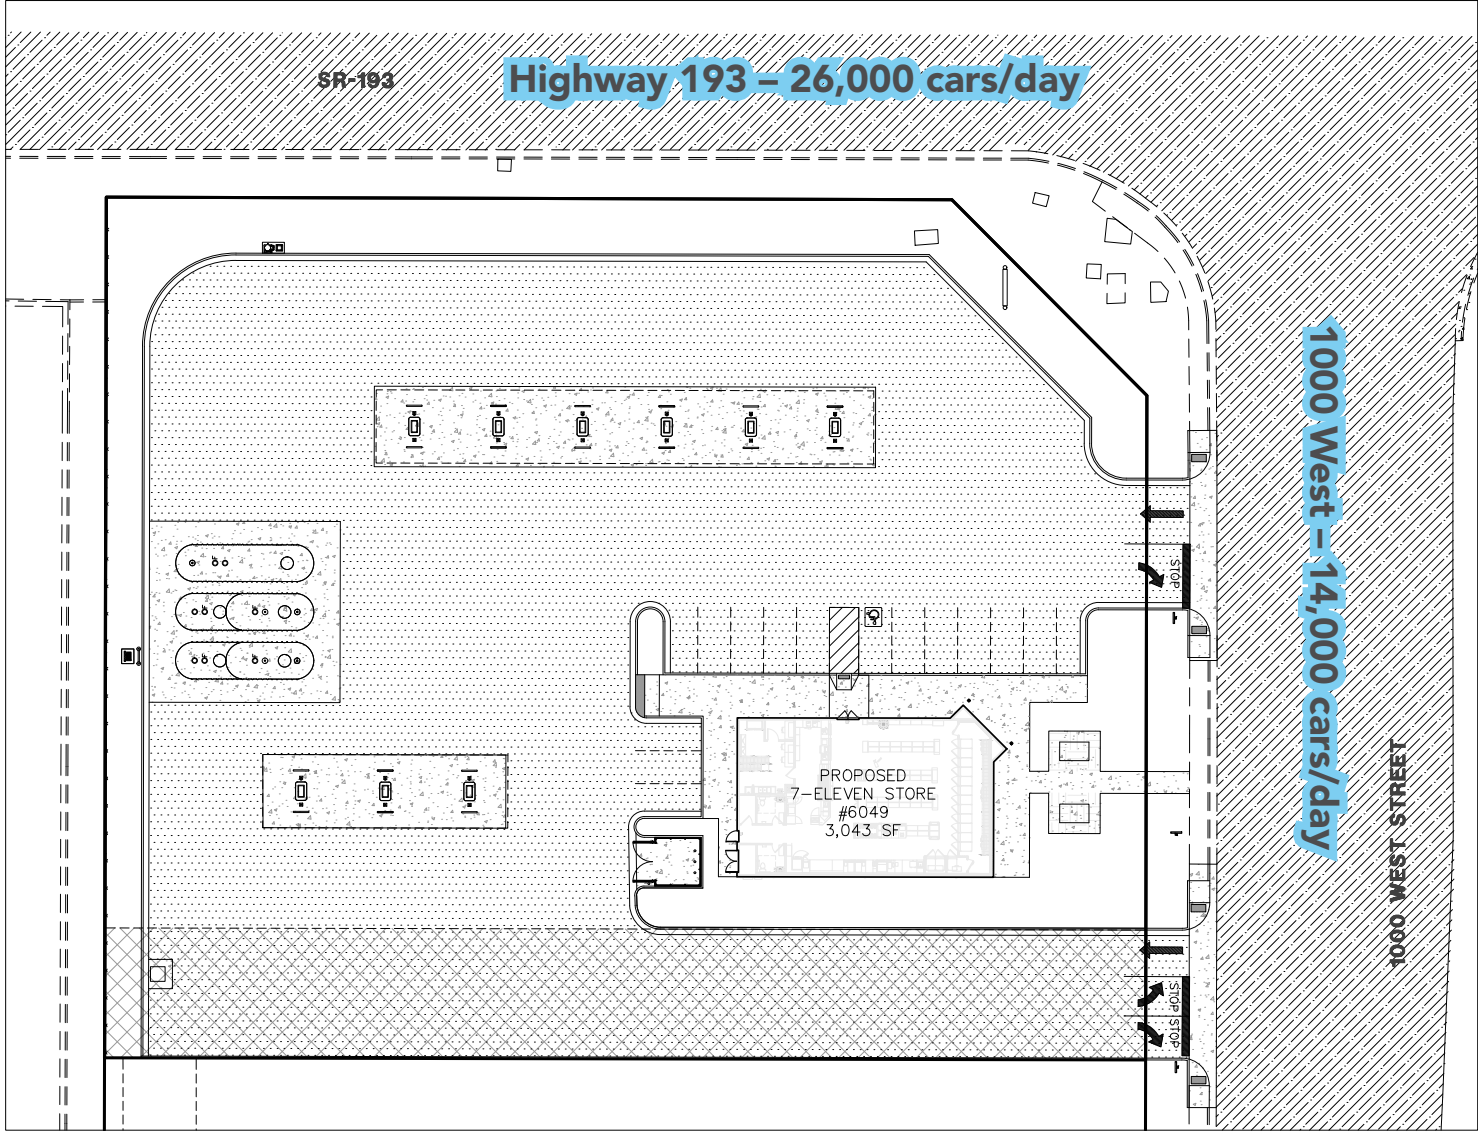 SR-193
Highway 193 – 26,000 cars/day
1000 West – 14,000 cars/day
STOP
PROPOSED
7-ELEVEN STORE
#6049
3,043 SF
1000 WEST STREET
STOP
STOP